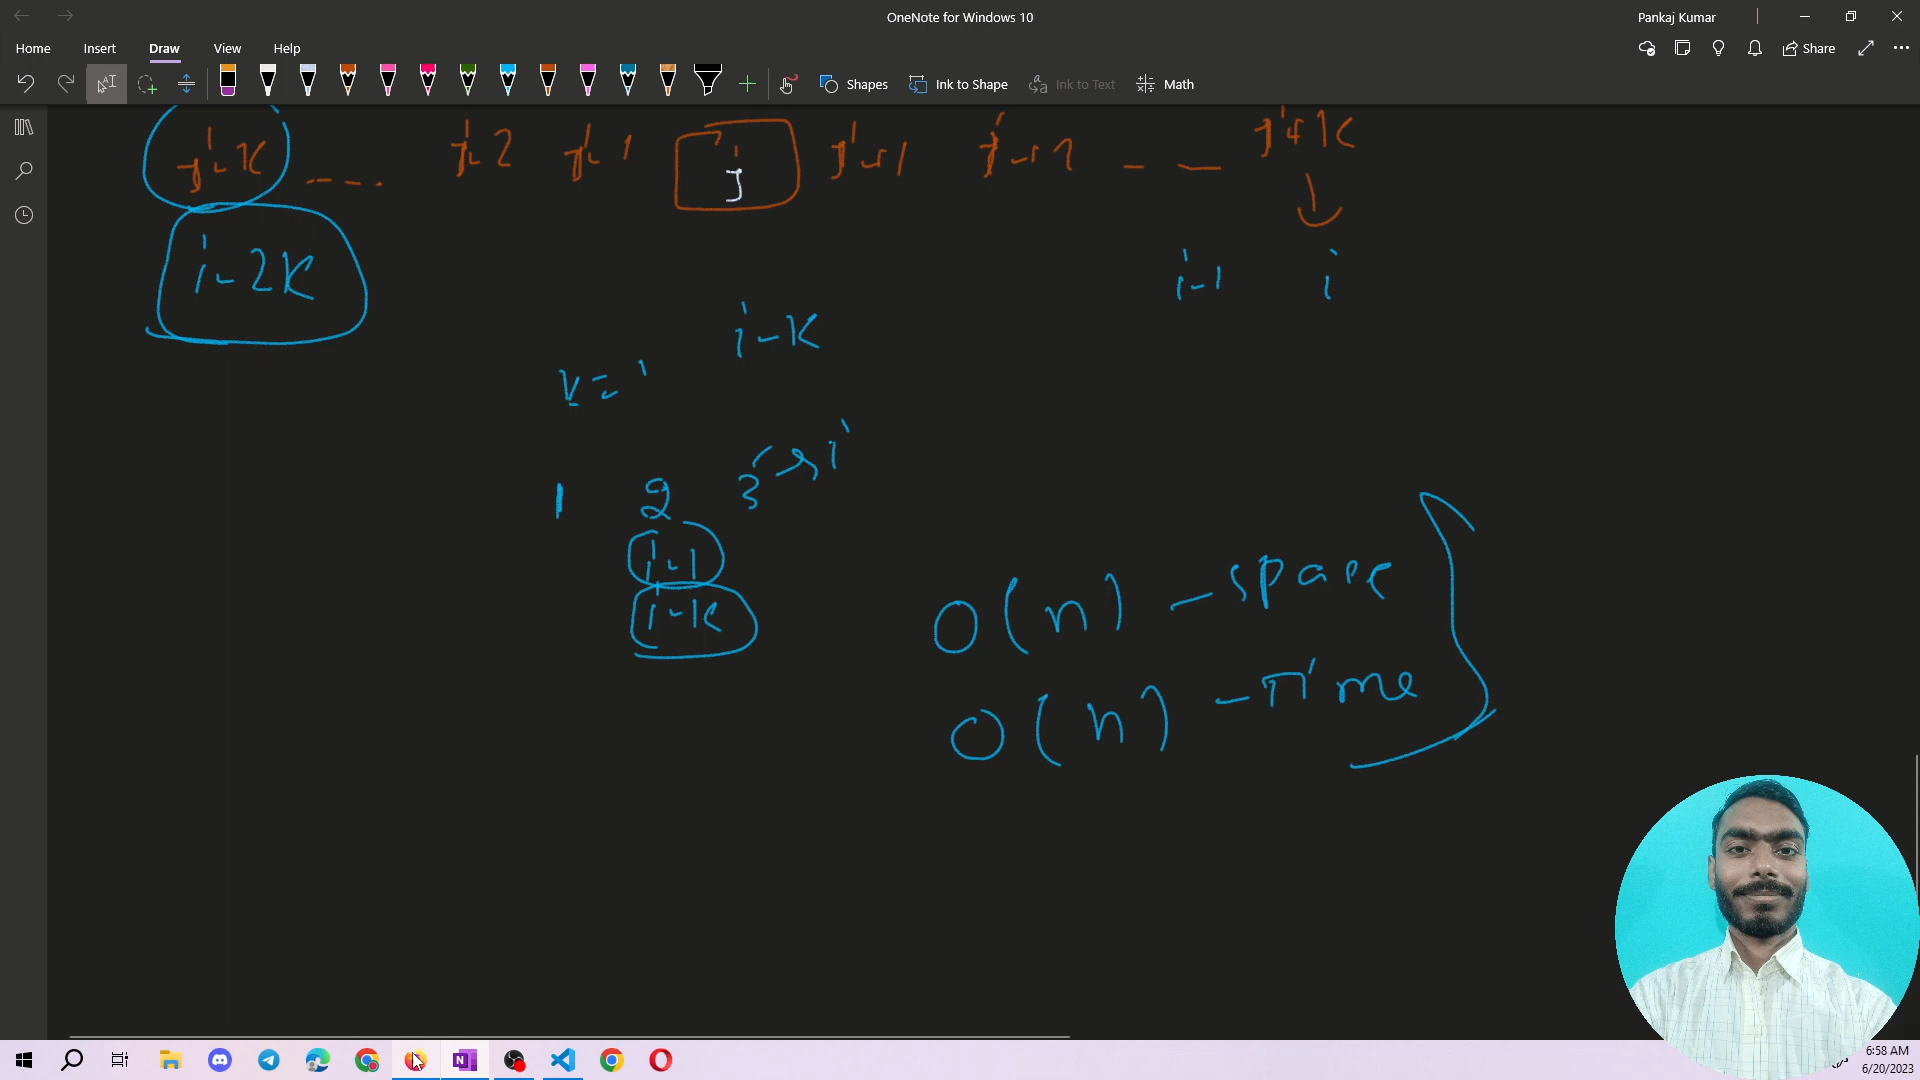 OneNote for Windows 10
Pankaj Kumar
Home Insert Draw View Help
Share
Shapes Ink to Shape Ink to Text Math
j-K --- j-2 j-1 j j+1 j+2 - - j+K
i-2K i-1 i
i-K
K=1
3→i
1 2
i-1
i-K
O(n) - space
O(n) - Time
6:58 AM
6/20/2023